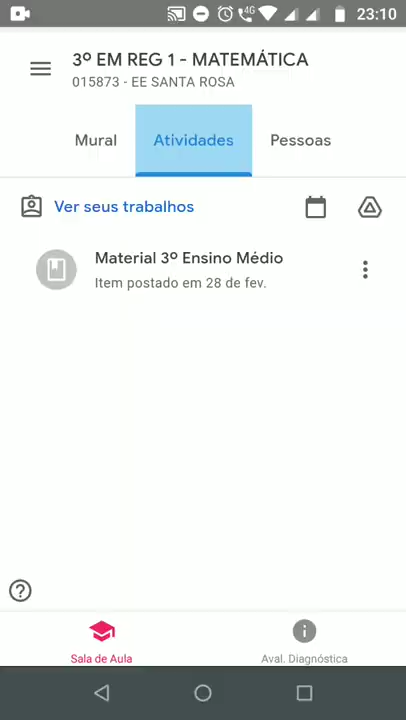 4G
23:10
3º EM REG 1 - MATEMÁTICA
015873 - EE SANTA ROSA
Mural
Atividades
Pessoas
Ver seus trabalhos
Material 3º Ensino Médio
Item postado em 28 de fev.
Sala de Aula
Aval. Diagnóstica